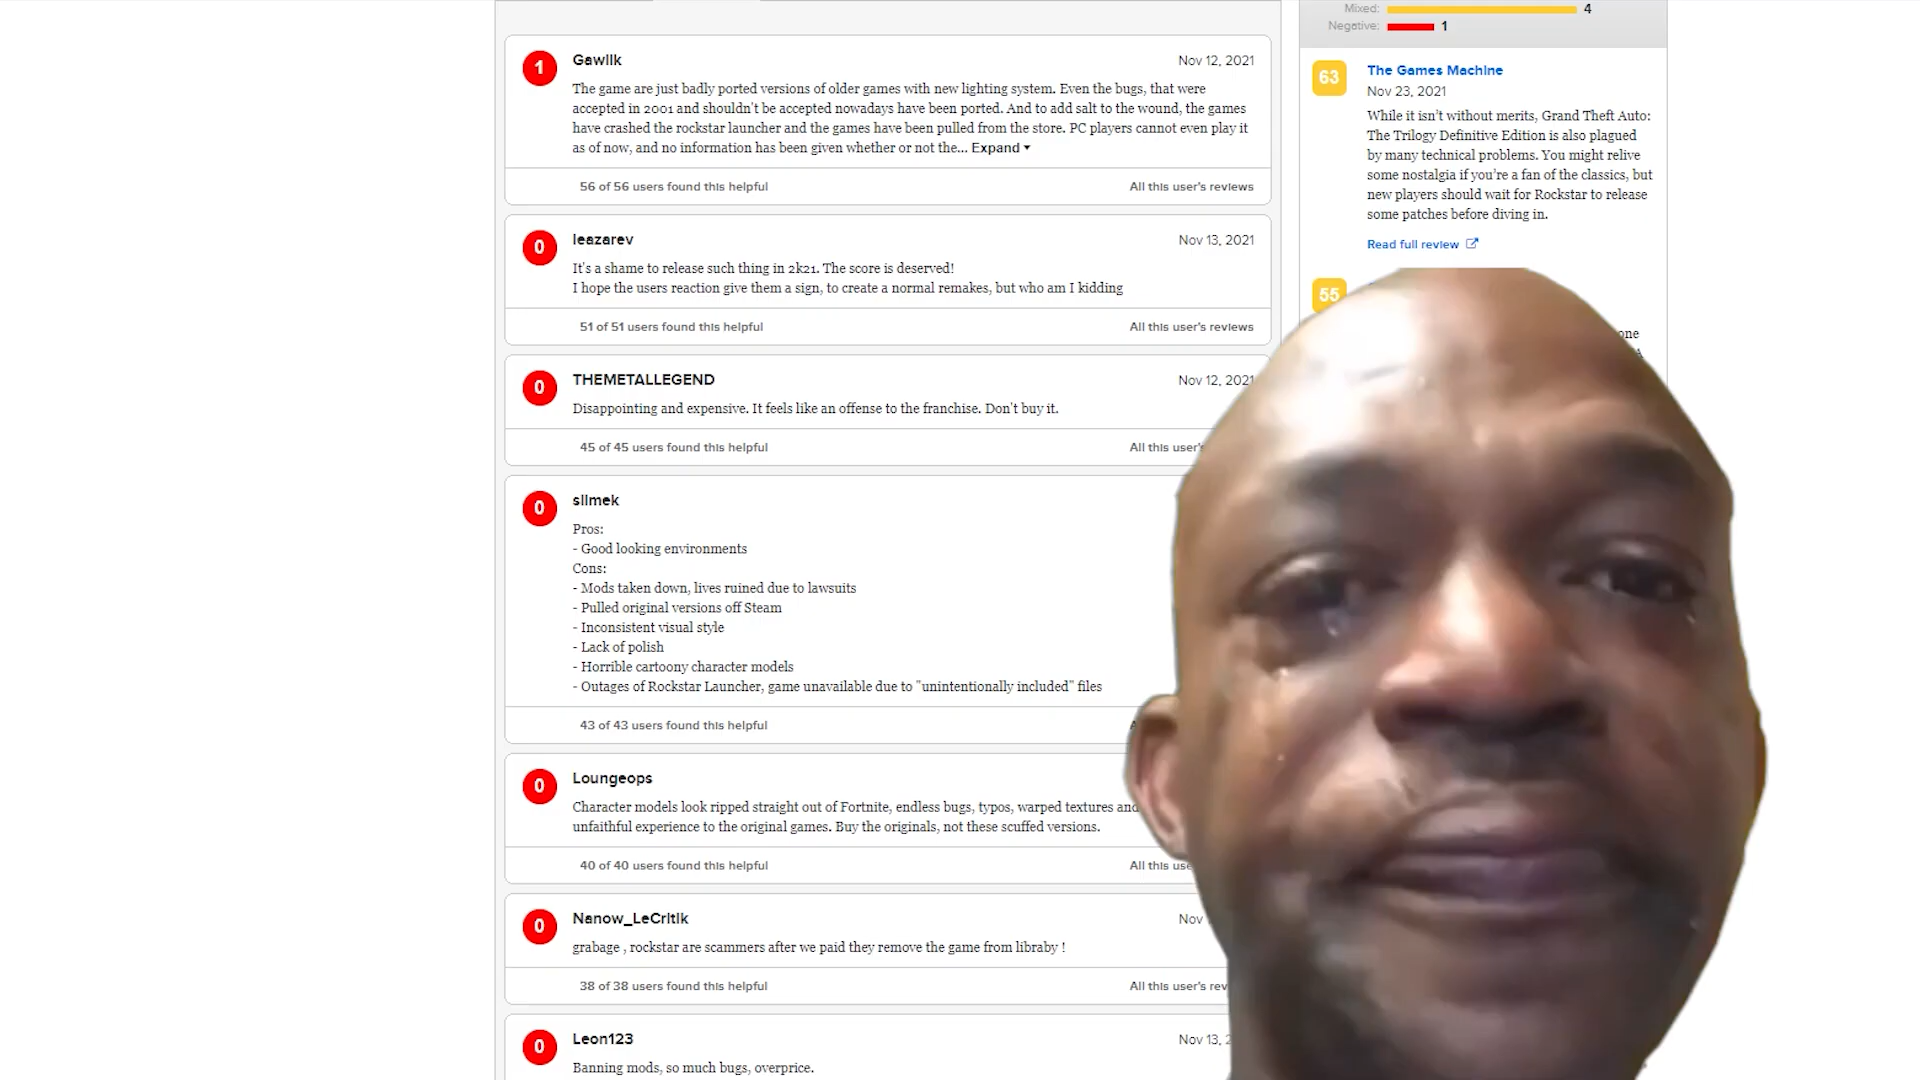 Mixed: 4
Negative: 1
1
Gawlik
Nov 12, 2021
The game are just badly ported versions of older games with new lighting system. Even the bugs, that were
accepted in 2001 and shouldn't be accepted nowadays have been ported. And to add salt to the wound, the games
have crashed the rockstar launcher and the games have been pulled from the store. PC players cannot even play it
as of now, and no information has been given whether or not the... Expand
56 of 56 users found this helpful
All this user's reviews
0
leazarev
Nov 13, 2021
It's a shame to release such thing in 2k21. The score is deserved!
I hope the users reaction give them a sign, to create a normal remakes, but who am I kidding
51 of 51 users found this helpful
All this user's reviews
0
THEMETALLEGEND
Nov 12, 2021
Disappointing and expensive. It feels like an offense to the franchise. Don't buy it.
45 of 45 users found this helpful
All this user's
0
slimek
Pros:
- Good looking environments
Cons:
- Mods taken down, lives ruined due to lawsuits
- Pulled original versions off Steam
- Inconsistent visual style
- Lack of polish
- Horrible cartoony character models
- Outages of Rockstar Launcher, game unavailable due to "unintentionally included" files
43 of 43 users found this helpful
0
Loungeops
Character models look ripped straight out of Fortnite, endless bugs, typos, warped textures and
unfaithful experience to the original games. Buy the originals, not these scuffed versions.
40 of 40 users found this helpful
All this use
0
Nanow_LeCritik
Nov
grabage , rockstar are scammers after we paid they remove the game from libraby !
38 of 38 users found this helpful
All this user's rev
0
Leon123
Nov 13, 2
Banning mods, so much bugs, overprice.
63
The Games Machine
Nov 23, 2021
While it isn't without merits, Grand Theft Auto:
The Trilogy Definitive Edition is also plagued
by many technical problems. You might relive
some nostalgia if you're a fan of the classics, but
new players should wait for Rockstar to release
some patches before diving in.
Read full review
55
one